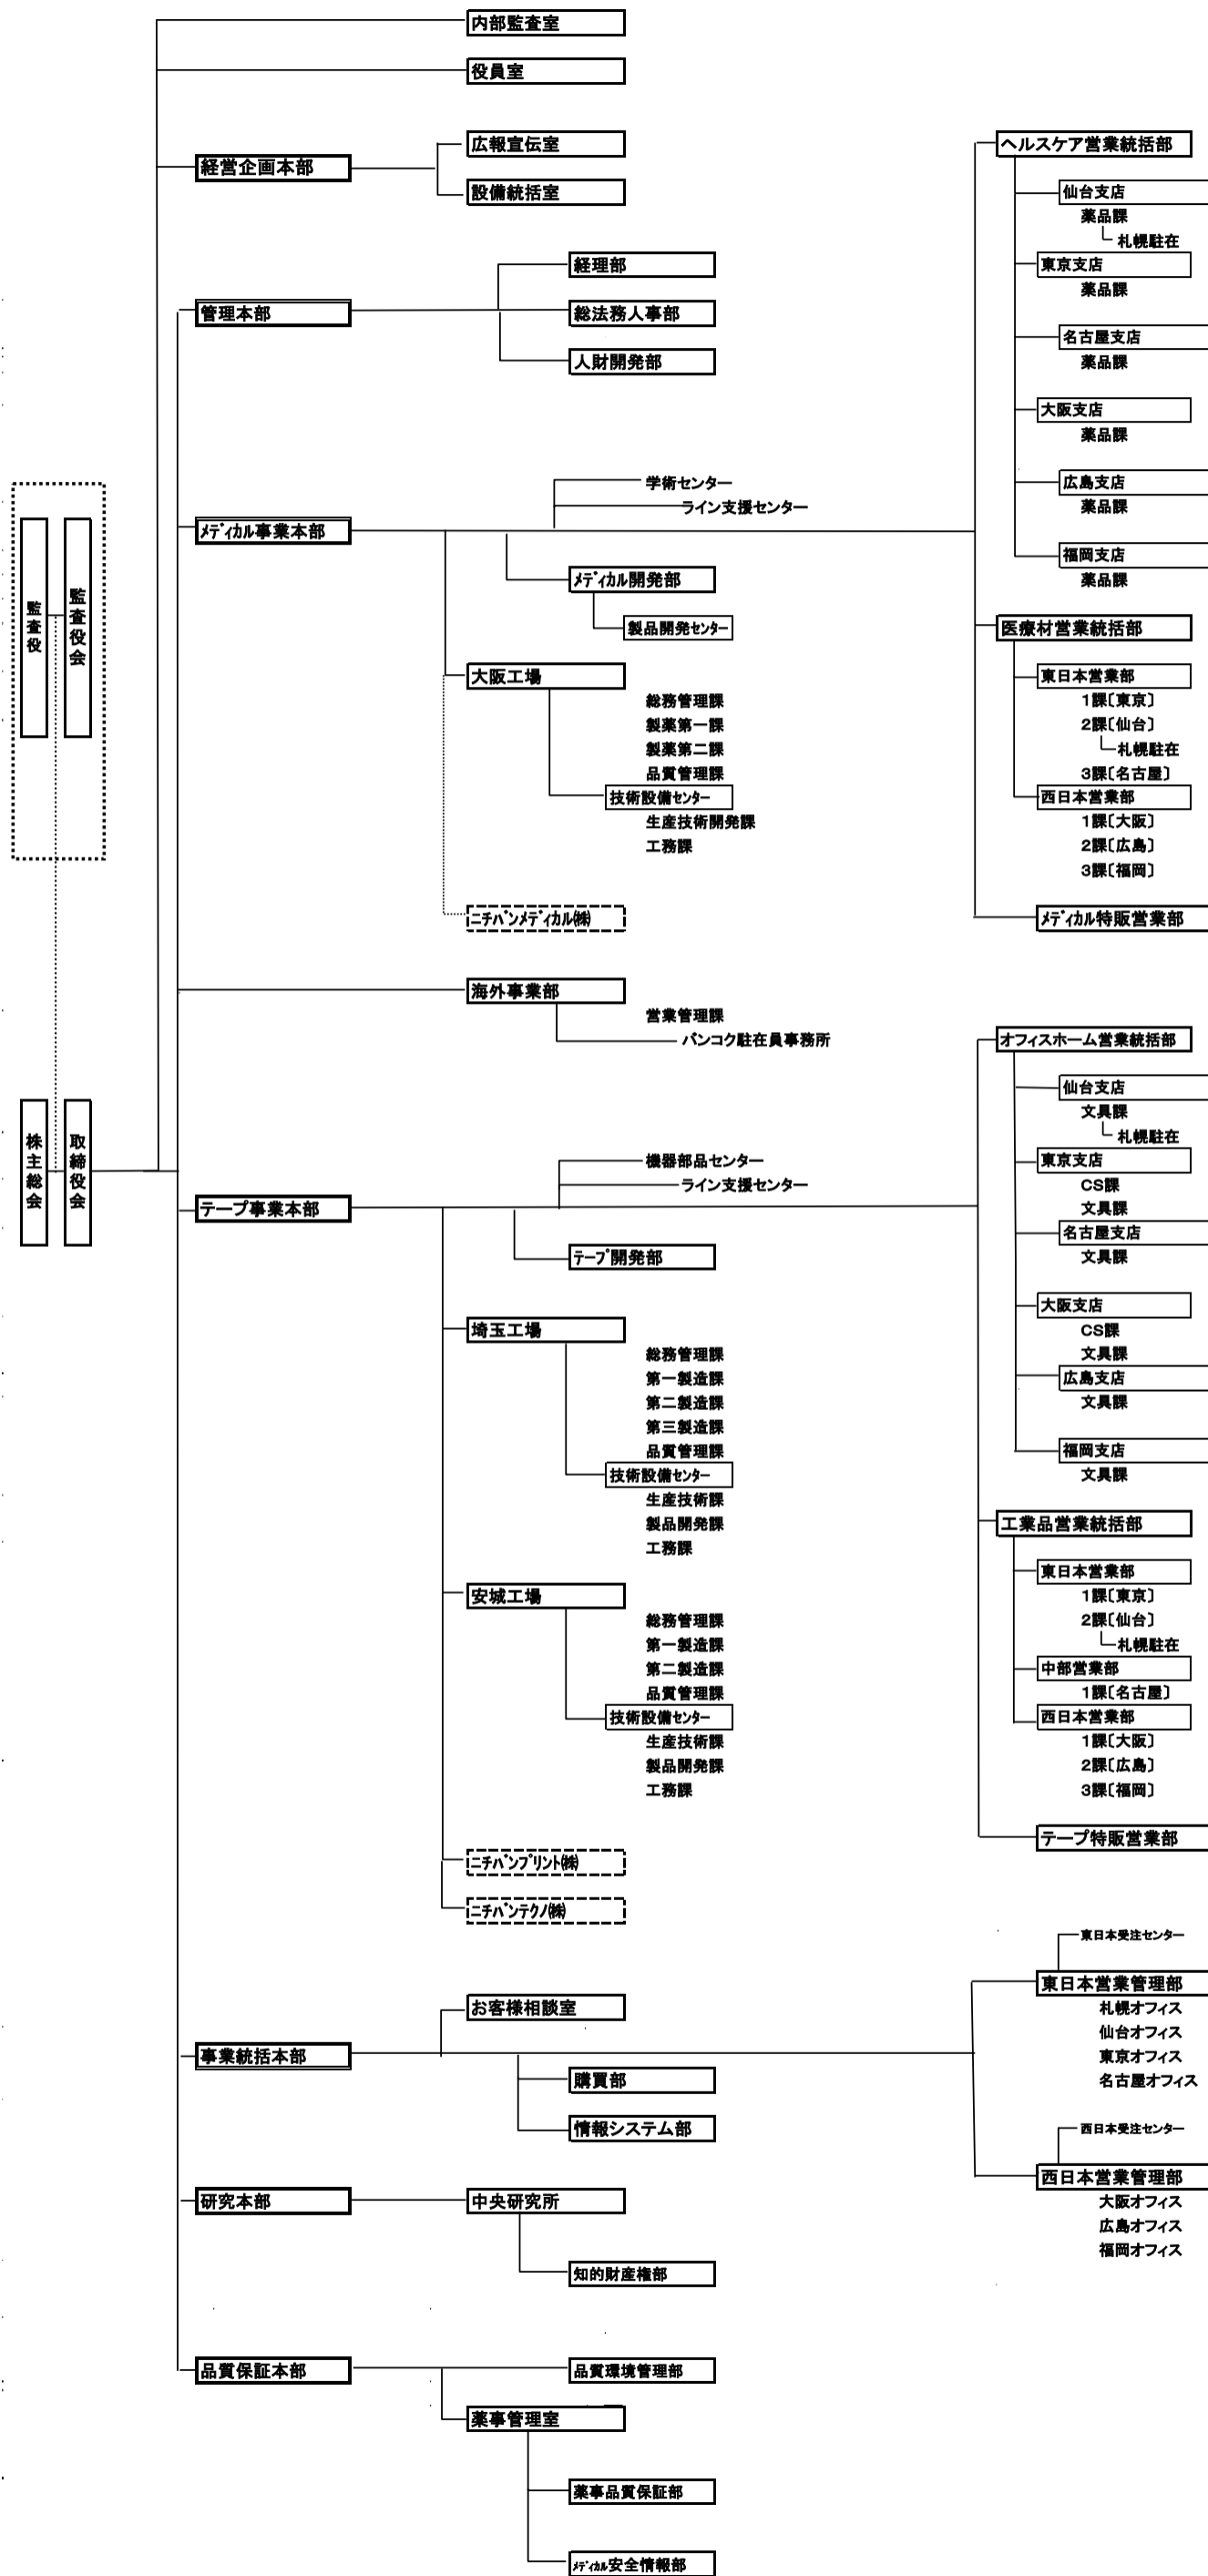 内部監査室
役員室
広報宣伝室
経営企画本部
設備統括室
経理部
管理本部
総法務人事部
人財開発部
学術センター
ライン支援センター
メディカル事業本部
メディカル開発部
製品開発センター
大阪工場
総務管理課
製薬第一課
製薬第二課
品質管理課
技術設備センター
生産技術開発課
工務課
ニチバンメディカル㈱
ヘルスケア営業統括部
仙台支店
薬品課
札幌駐在
東京支店
薬品課
名古屋支店
薬品課
大阪支店
薬品課
広島支店
薬品課
福岡支店
薬品課
医療材営業統括部
東日本営業部
1課〔東京〕
2課〔仙台〕
札幌駐在
3課〔名古屋〕
西日本営業部
1課〔大阪〕
2課〔広島〕
3課〔福岡〕
メディカル特販営業部
監査役
監査役会
株主総会
取締役会
海外事業部
営業管理課
バンコク駐在員事務所
機器部品センター
ライン支援センター
テープ事業本部
テープ開発部
埼玉工場
総務管理課
第一製造課
第二製造課
第三製造課
品質管理課
技術設備センター
生産技術課
製品開発課
工務課
安城工場
総務管理課
第一製造課
第二製造課
品質管理課
技術設備センター
生産技術課
製品開発課
工務課
ニチバンプリント㈱
ニチバンテクノ㈱
オフィスホーム営業統括部
仙台支店
文具課
札幌駐在
東京支店
CS課
文具課
名古屋支店
文具課
大阪支店
CS課
文具課
広島支店
文具課
福岡支店
文具課
工業品営業統括部
東日本営業部
1課〔東京〕
2課〔仙台〕
札幌駐在
中部営業部
1課〔名古屋〕
西日本営業部
1課〔大阪〕
2課〔広島〕
3課〔福岡〕
テープ特販営業部
お客様相談室
事業統括本部
購買部
情報システム部
東日本受注センター
東日本営業管理部
札幌オフィス
仙台オフィス
東京オフィス
名古屋オフィス
西日本受注センター
西日本営業管理部
大阪オフィス
広島オフィス
福岡オフィス
研究本部
中央研究所
知的財産権部
品質保証本部
品質環境管理部
薬事管理室
薬事品質保証部
メディカル安全情報部